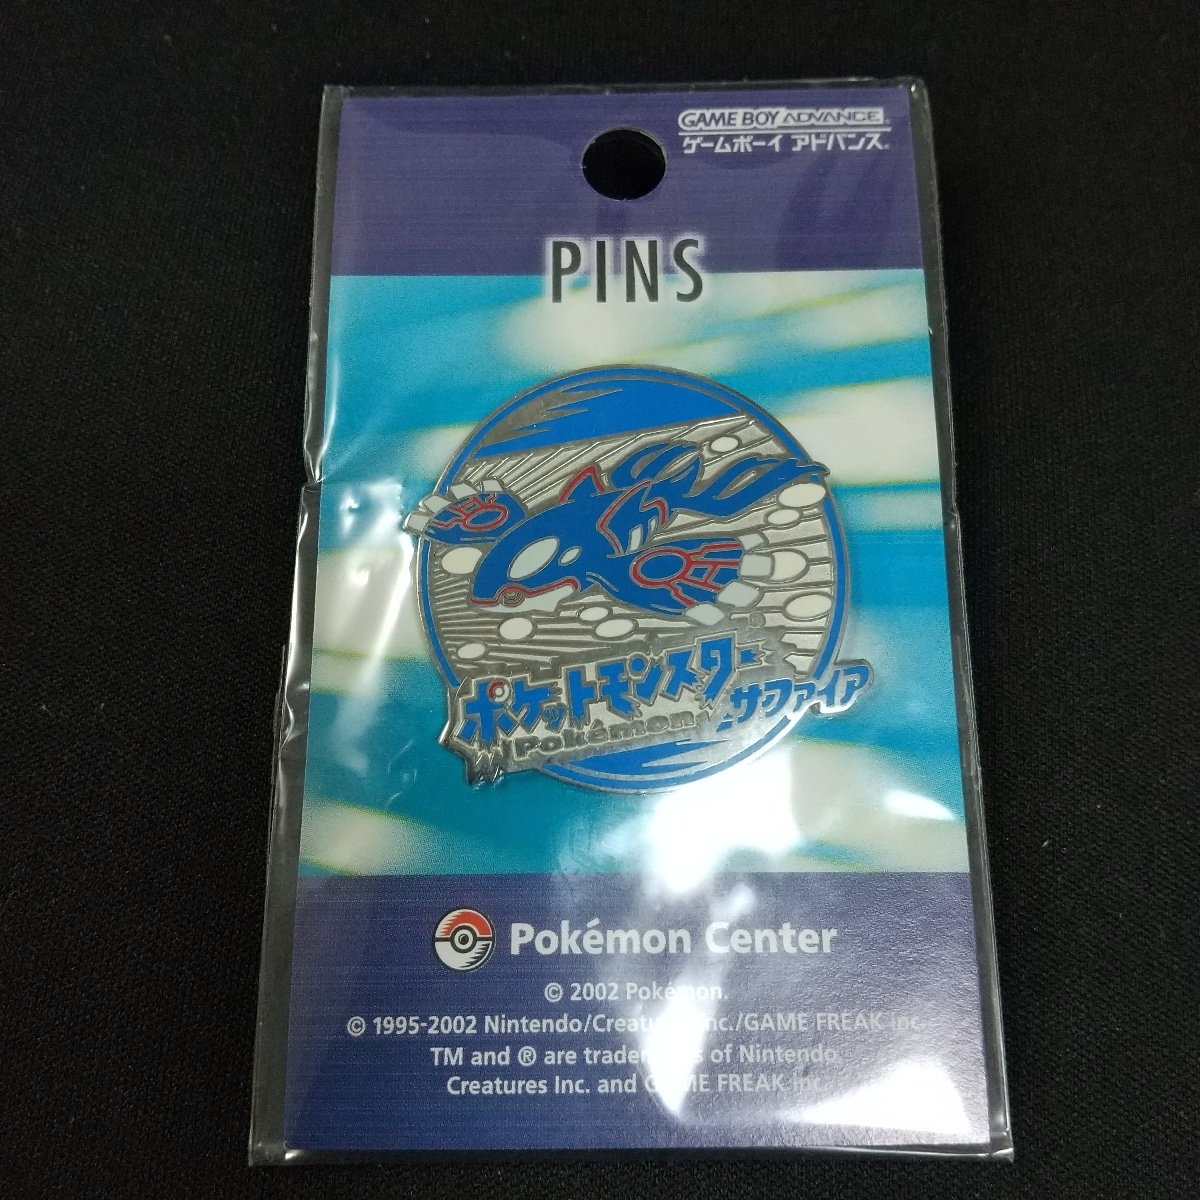 GAME BOY ADVANCE
ゲームボーイ アドバンス
PINS
ポケットモンスター®
サファイア
Pokémon
Pokémon Center
© 2002 Pokémon.
© 1995-2002 Nintendo/Creatures Inc./GAME FREAK inc.
TM and ® are trademarks of Nintendo
Creatures Inc. and GAME FREAK inc.